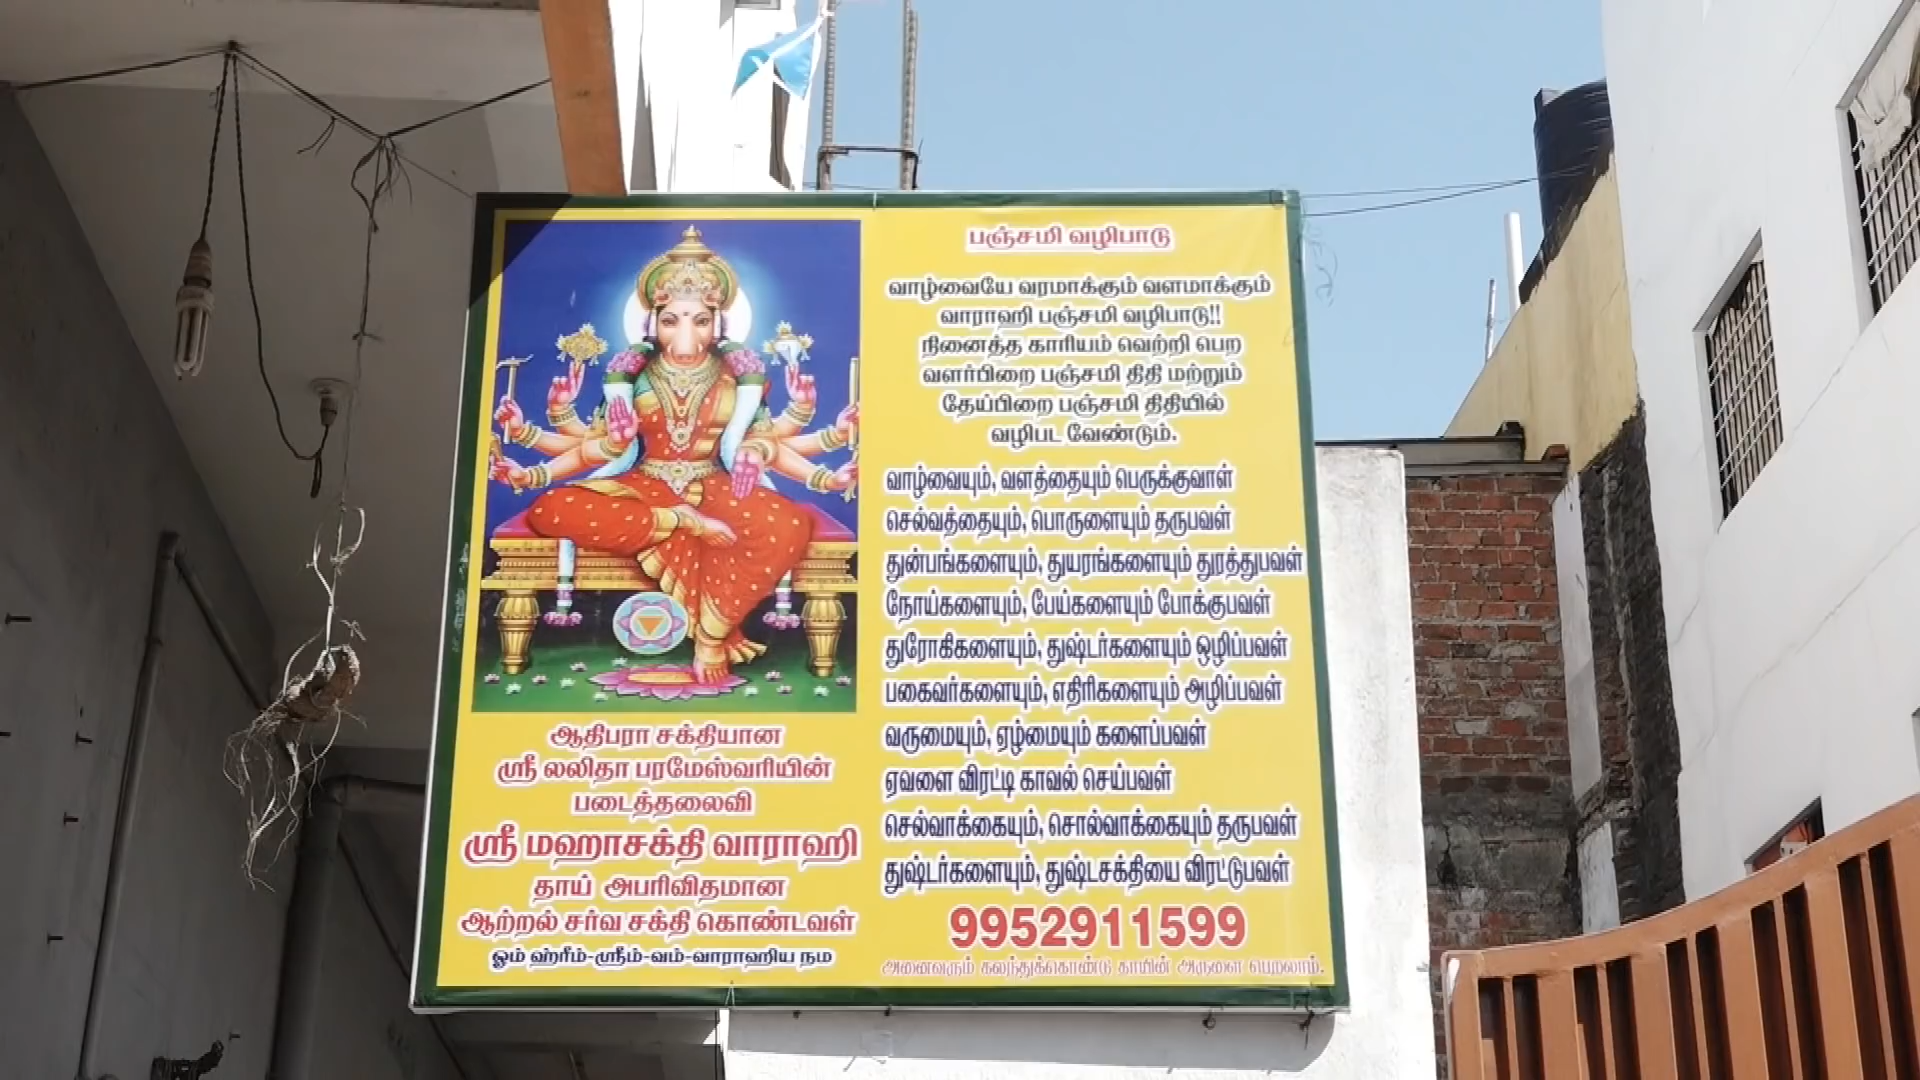 பஞ்சமி வழிபாடு
வாழ்வையே வரமாக்கும் வளமாக்கும்
வாராஹி பஞ்சமி வழிபாடு!!
நினைத்த காரியம் வெற்றி பெற
வளர்பிறை பஞ்சமி திதி மற்றும்
தேய்பிறை பஞ்சமி திதியில்
வழிபட வேண்டும்.
வாழ்வையும், வளத்தையும் பெருக்குவாள்
செல்வத்தையும், பொருளையும் தருபவள்
துன்பங்களையும், துயரங்களையும் துரத்துபவள்
நோய்களையும், பேய்களையும் போக்குபவள்
துரோகிகளையும், துஷ்டர்களையும் ஒழிப்பவள்
பகைவர்களையும், எதிரிகளையும் அழிப்பவள்
வருமையும், ஏழ்மையும் களைப்பவள்
ஏவளை விரட்டி காவல் செய்பவள்
செல்வாக்கையும், சொல்வாக்கையும் தருபவள்
துஷ்டர்களையும், துஷ்டசக்தியை விரட்டுபவள்
9952911599
அனைவரும் கலந்துக்கொண்டு தாயின் அருளை பெறலாம்.
ஆதிபரா சக்தியான
ஸ்ரீ லலிதா பரமேஸ்வரியின்
படைத்தலைவி
ஸ்ரீ மஹாசக்தி வாராஹி
தாய் அபரிவிதமான
ஆற்றல் சர்வ சக்தி கொண்டவள்
ஓம் ஹ்ரீம்-ஸ்ரீம்-வம்-வாராஹிய நம